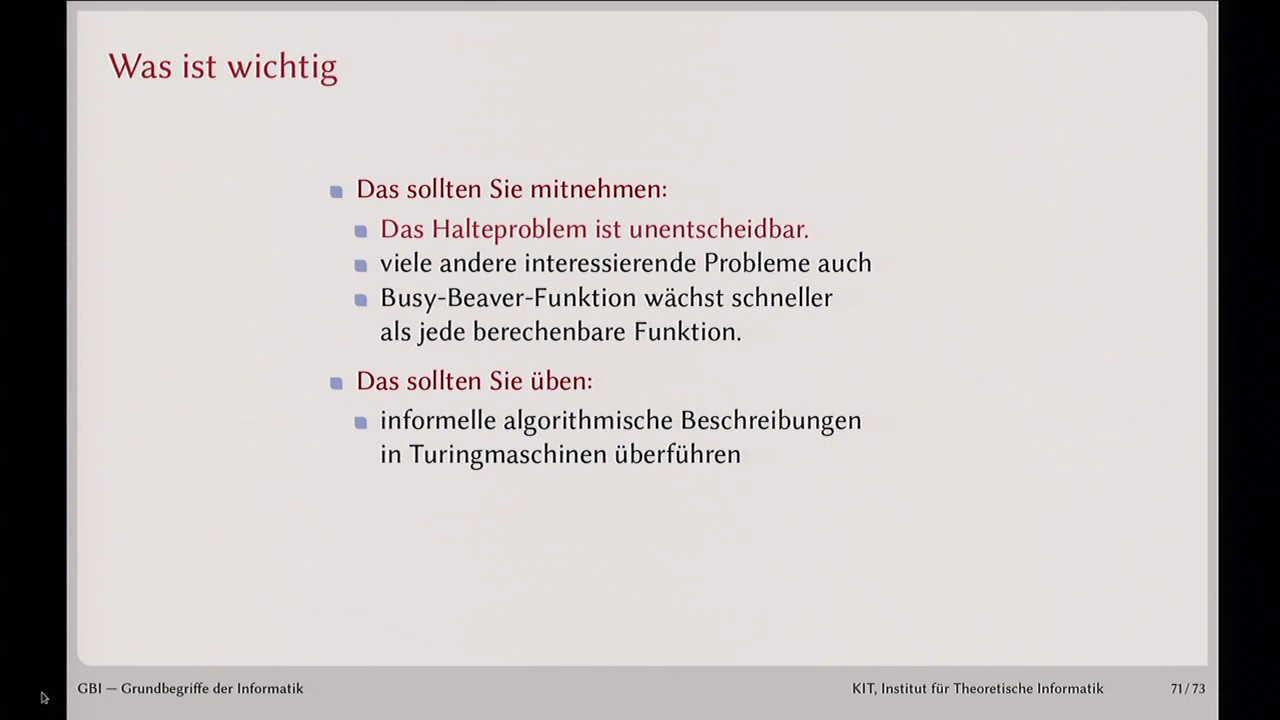 Was ist wichtig
Das sollten Sie mitnehmen:
Das Halteproblem ist unentscheidbar.
viele andere interessierende Probleme auch
Busy-Beaver-Funktion wächst schneller
als jede berechenbare Funktion.
Das sollten Sie üben:
informelle algorithmische Beschreibungen
in Turingmaschinen überführen
GBI — Grundbegriffe der Informatik
KIT, Institut für Theoretische Informatik
71 / 73